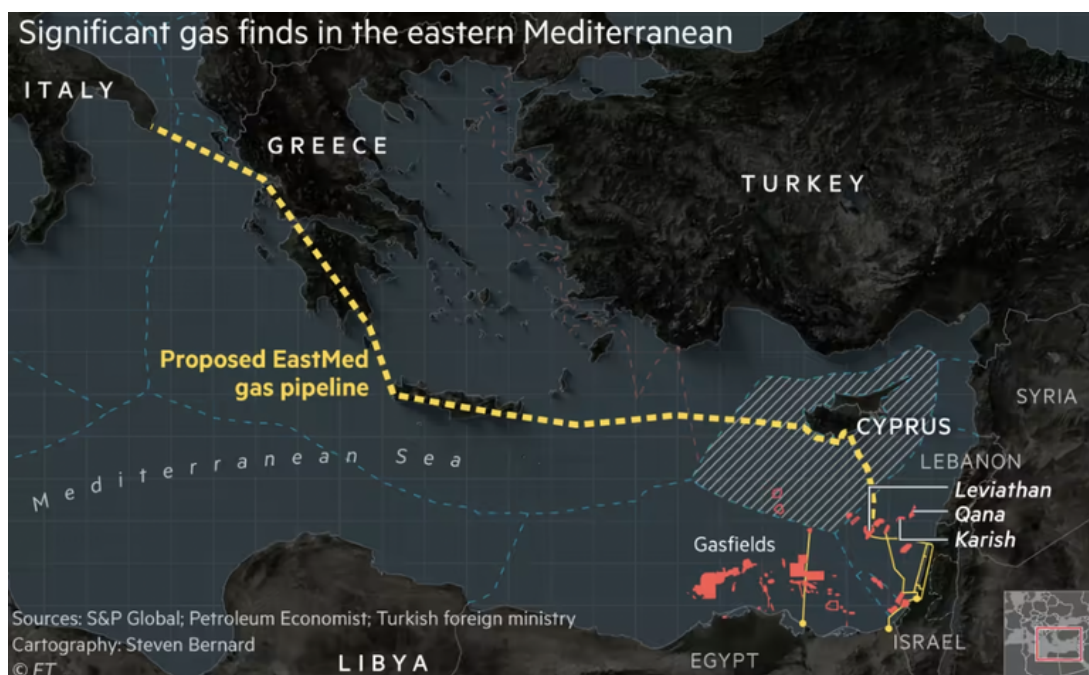 Significant gas finds in the eastern Mediterranean
ITALY
GREECE
TURKEY
Proposed EastMed
gas pipeline
SYRIA
CYPRUS
LEBANON
Mediterranean Sea
Leviathan
Qana
Karish
Gasfields
Sources: S&P Global; Petroleum Economist; Turkish foreign ministry
Cartography: Steven Bernard
© FT
LIBYA
EGYPT
ISRAEL